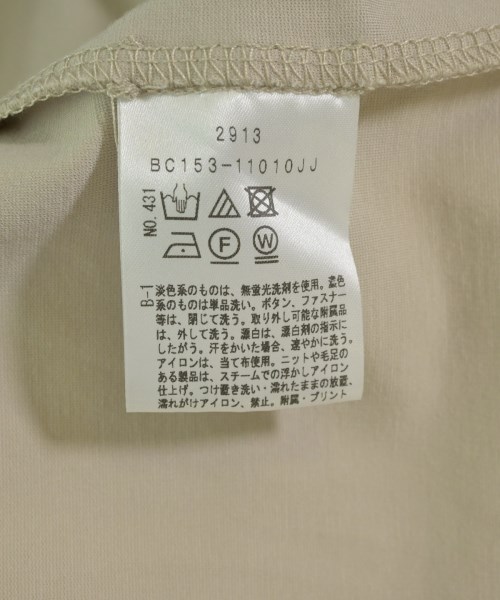 2913
BC153-11010JJ
NO.431
F W
B-1
淡色系のものは、無蛍光洗剤を使用。濃色
系のものは単品洗い。ボタン、ファスナー
等は、閉じて洗う。取り外し可能な附属品
は、外して洗う。漂白は、漂白剤の指示に
したがう。汗をかいた場合、速やかに洗う。
アイロンは、当て布使用。ニットや毛足の
ある製品は、スチームでの浮かしアイロン
仕上げ。つけ置き洗い・濡れたままの放置、
濡れがけアイロン、禁止。附属・プリント